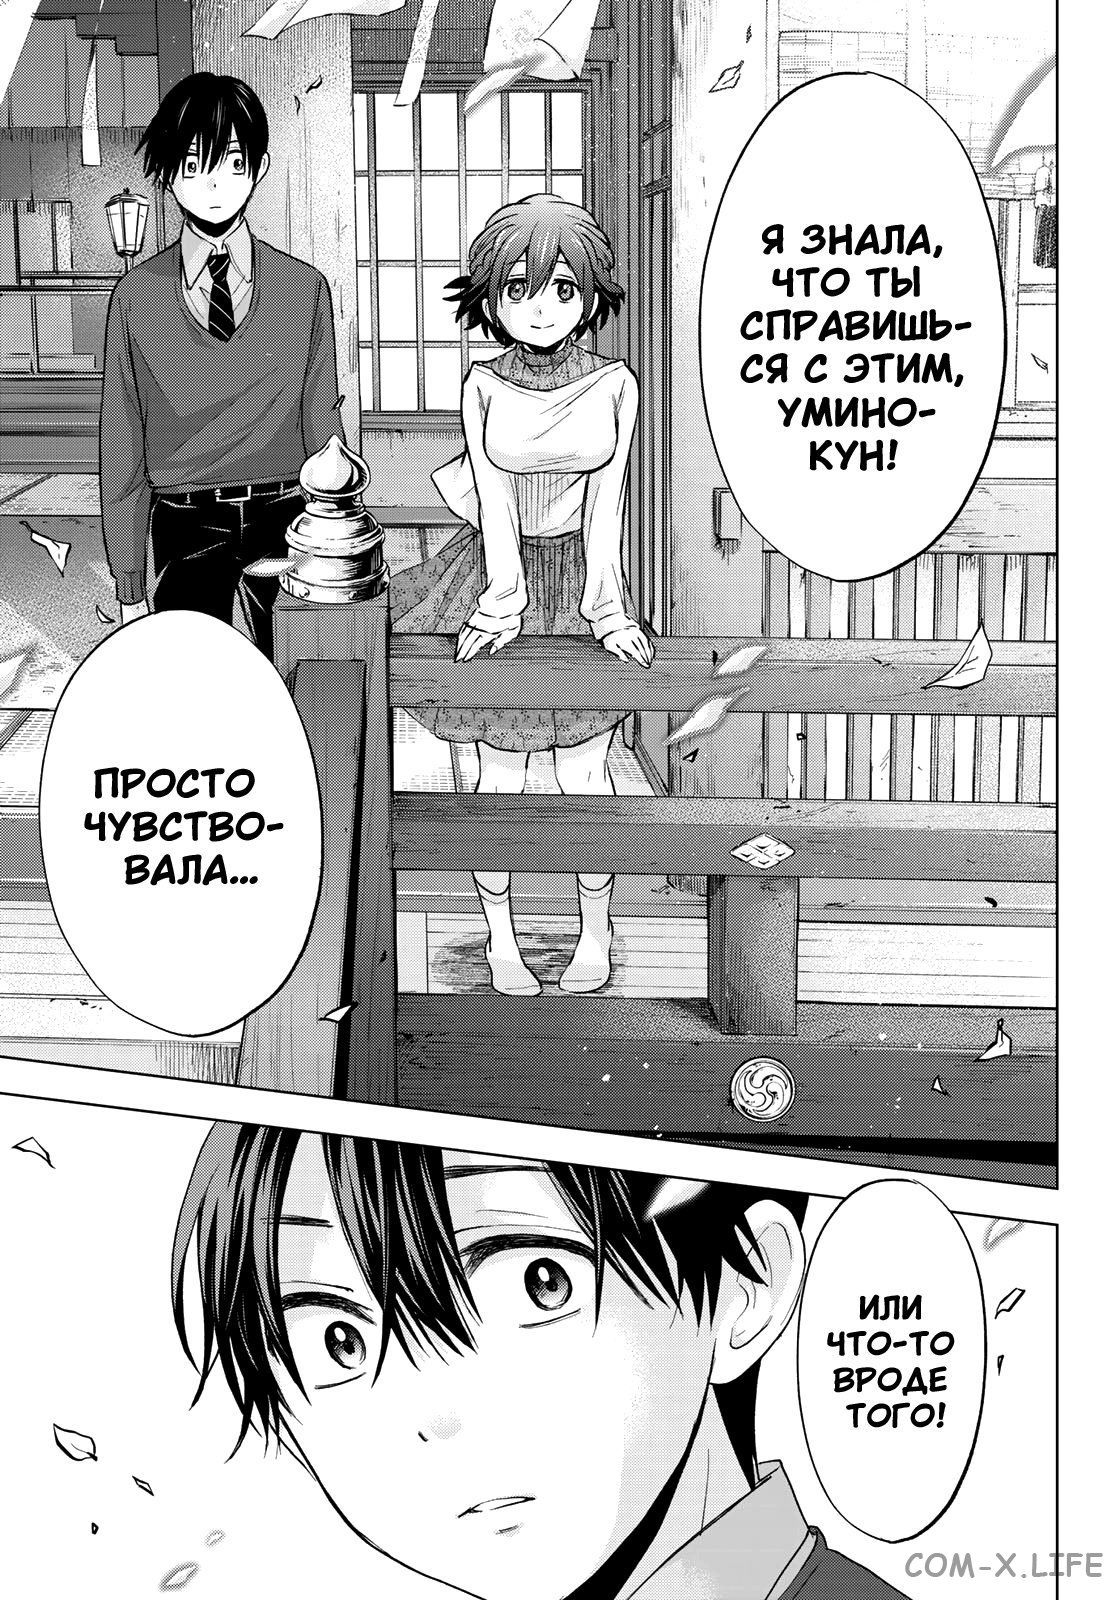 Я ЗНАЛА,
ЧТО ТЫ
СПРАВИШЬ-
СЯ С ЭТИМ,
УМИНО-
КУН!
ПРОСТО
ЧУВСТВО-
ВАЛА...
ИЛИ
ЧТО-ТО
ВРОДЕ
ТОГО!
COM-X.LIFE